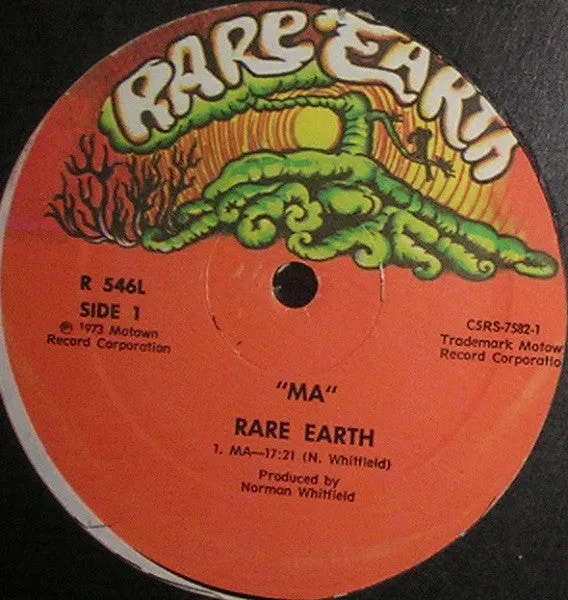 RARE EARTH
R 546L
SIDE 1
℗ 1973 Motown
Record Corporation
CSRS-7582-1
Trademark Motow
Record Corporatio
"MA"
RARE EARTH
1. MA—17:21 (N. Whitfield)
Produced by
Norman Whitfield